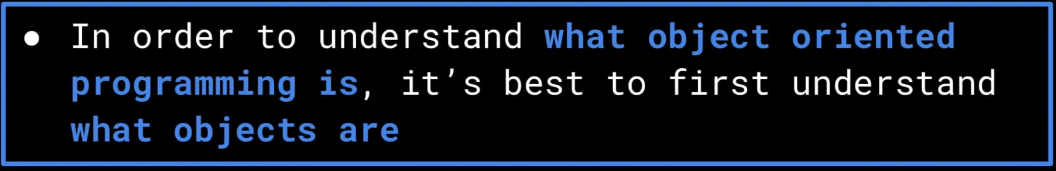 ● In order to understand what object oriented
programming is, it’s best to first understand
what objects are